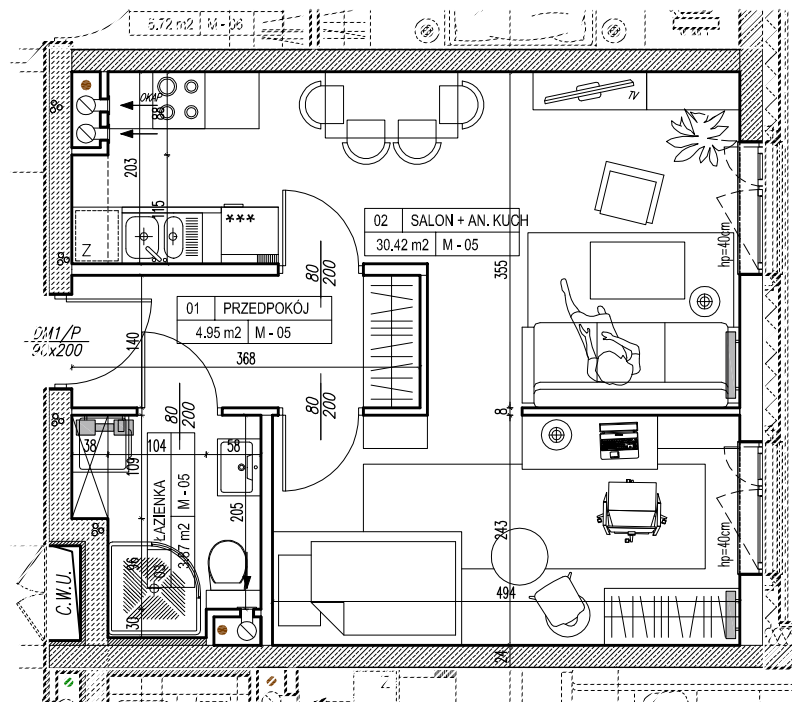 6.72 m2 M - 06
OKAP
88
TV
203
115
***
Z
02 SALON + AN. KUCH
30.42 m2 M - 05
hp=40cm
80
200
355
01 PRZEDPOKÓJ
4.95 m2 M - 05
DM1/P
90x200
140
368
80
200
80
200
8
38
104
58
109
ŁAZIENKA
3.87 m2 M - 05
205
243
hp=40cm
C.W.U.
96
03
494
30
24
Z